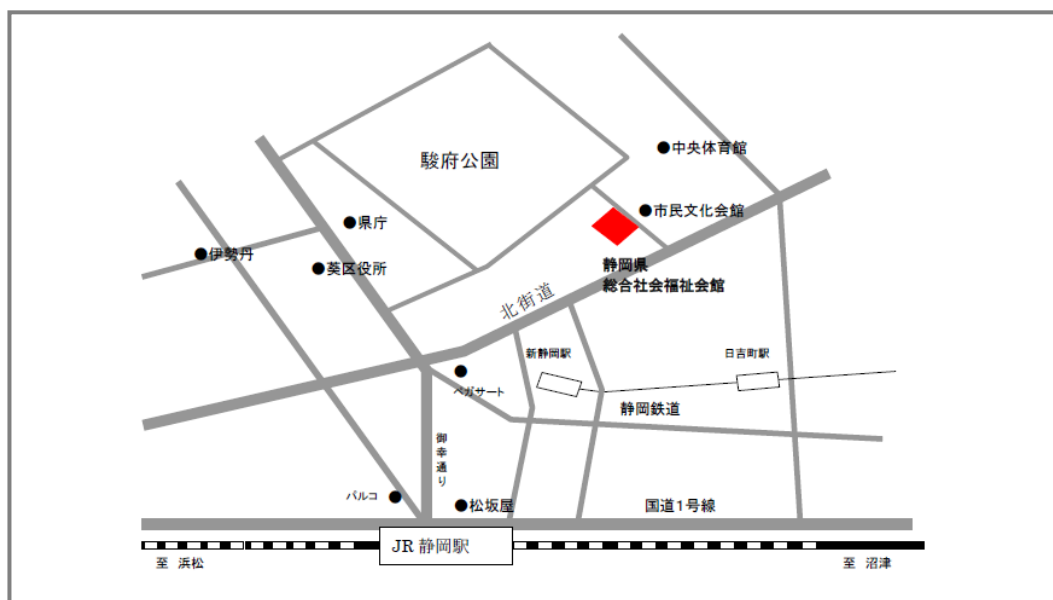 ●中央体育館
駿府公園
●市民文化会館
●県庁
●伊勢丹
●葵区役所
静岡県
総合社会福祉会館
北街道
新静岡駅
日吉町駅
ペガサート
静岡鉄道
御幸通り
パルコ ●
●松坂屋
国道1号線
JR 静岡駅
至 浜松
至 沼津